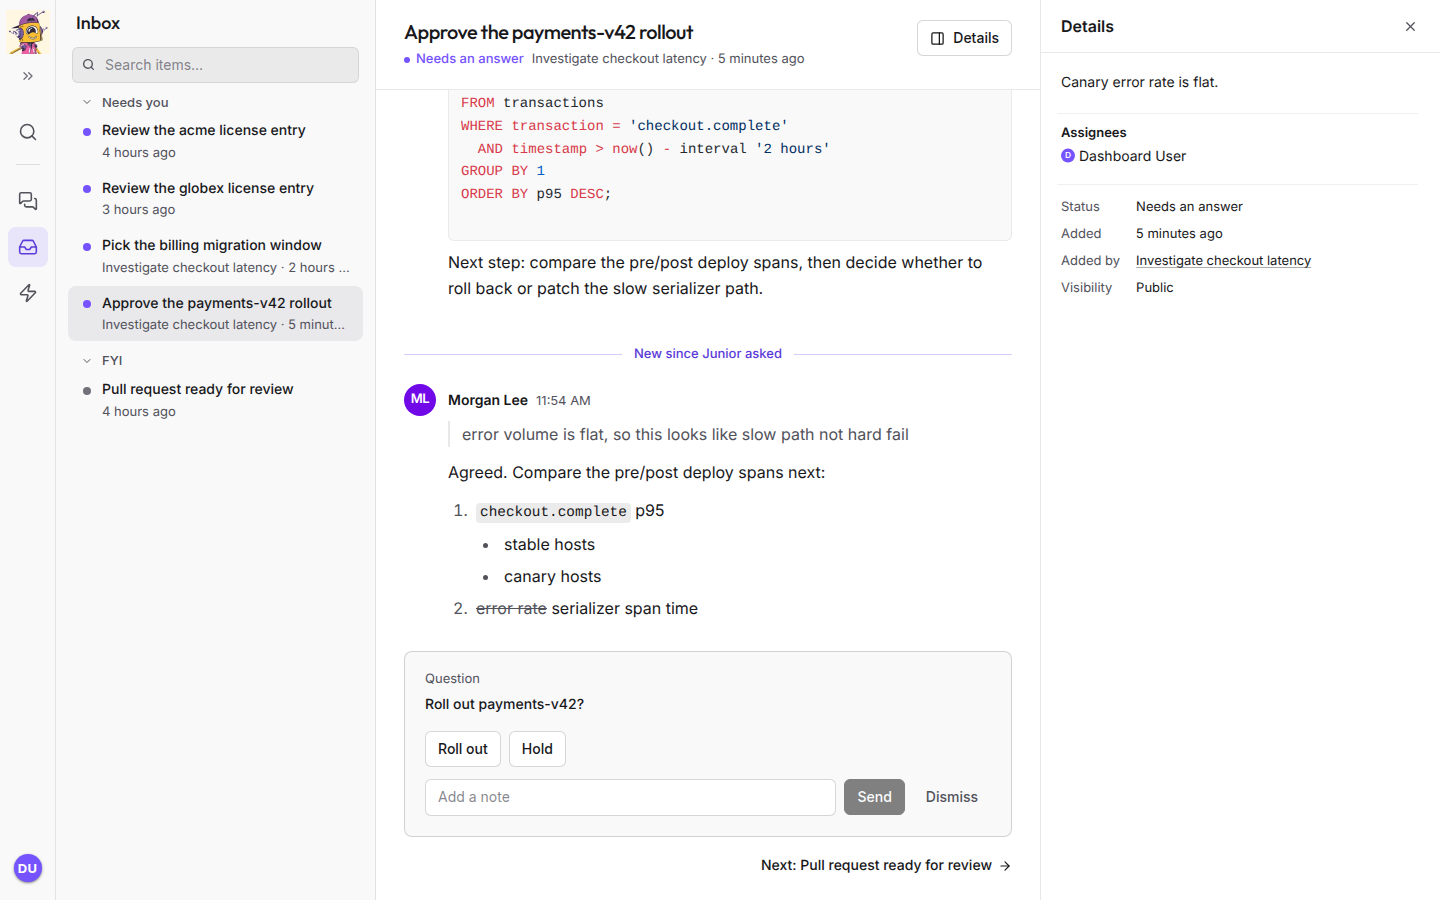 Inbox
Search items...
Needs you
Review the acme license entry
4 hours ago
Review the globex license entry
3 hours ago
Pick the billing migration window
Investigate checkout latency · 2 hours ...
Approve the payments-v42 rollout
Investigate checkout latency · 5 minut...
FYI
Pull request ready for review
4 hours ago
DU
Approve the payments-v42 rollout
Needs an answer Investigate checkout latency · 5 minutes ago
Details
FROM transactions
WHERE transaction = 'checkout.complete'
AND timestamp > now() - interval '2 hours'
GROUP BY 1
ORDER BY p95 DESC;
Next step: compare the pre/post deploy spans, then decide whether to
roll back or patch the slow serializer path.
New since Junior asked
ML
Morgan Lee 11:54 AM
error volume is flat, so this looks like slow path not hard fail
Agreed. Compare the pre/post deploy spans next:
1. checkout.complete p95
• stable hosts
• canary hosts
2. error rate serializer span time
Question
Roll out payments-v42?
Roll out
Hold
Add a note
Send
Dismiss
Next: Pull request ready for review →
Details
Canary error rate is flat.
Assignees
D Dashboard User
Status Needs an answer
Added 5 minutes ago
Added by Investigate checkout latency
Visibility Public